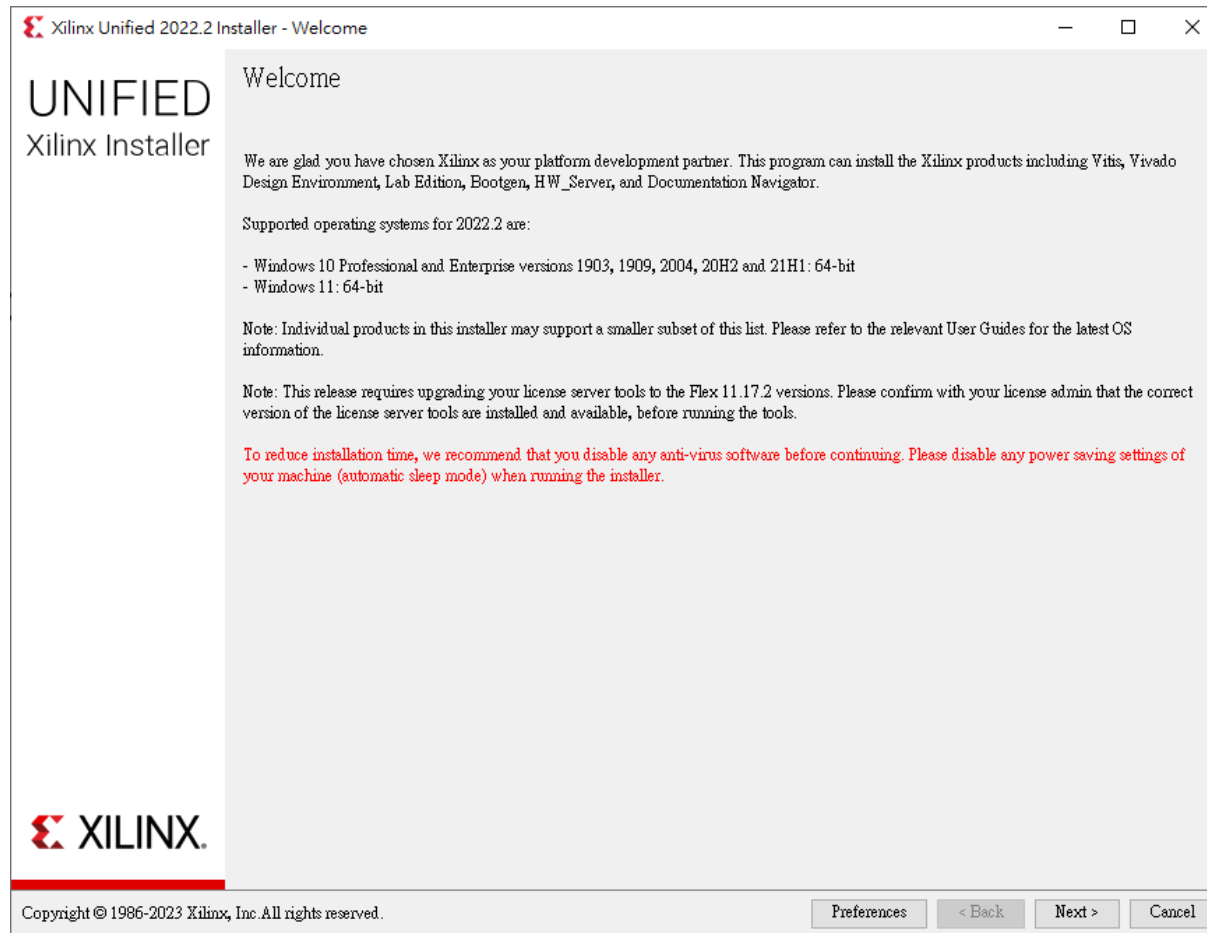 Xilinx Unified 2022.2 Installer - Welcome
UNIFIED
Xilinx Installer
Welcome
We are glad you have chosen Xilinx as your platform development partner. This program can install the Xilinx products including Vitis, Vivado
Design Environment, Lab Edition, Bootgen, HW_Server, and Documentation Navigator.
Supported operating systems for 2022.2 are:
- Windows 10 Professional and Enterprise versions 1903, 1909, 2004, 20H2 and 21H1: 64-bit
- Windows 11: 64-bit
Note: Individual products in this installer may support a smaller subset of this list. Please refer to the relevant User Guides for the latest OS
information.
Note: This release requires upgrading your license server tools to the Flex 11.17.2 versions. Please confirm with your license admin that the correct
version of the license server tools are installed and available, before running the tools.
To reduce installation time, we recommend that you disable any anti-virus software before continuing. Please disable any power saving settings of
your machine (automatic sleep mode) when running the installer.
XILINX.
Copyright © 1986-2023 Xilinx, Inc.All rights reserved.
Preferences < Back Next > Cancel